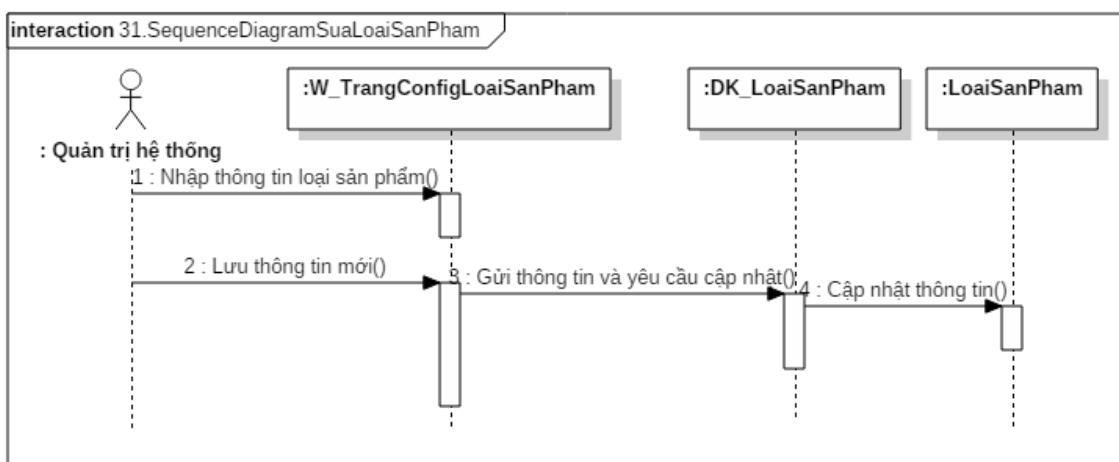 interaction 31.SequenceDiagramSuaLoaiSanPham
:W_TrangConfigLoaiSanPham
:DK_LoaiSanPham
:LoaiSanPham
: Quản trị hệ thống
1 : Nhập thông tin loại sản phẩm()
2 : Lưu thông tin mới()
3 : Gửi thông tin và yêu cầu cập nhật()
4 : Cập nhật thông tin()